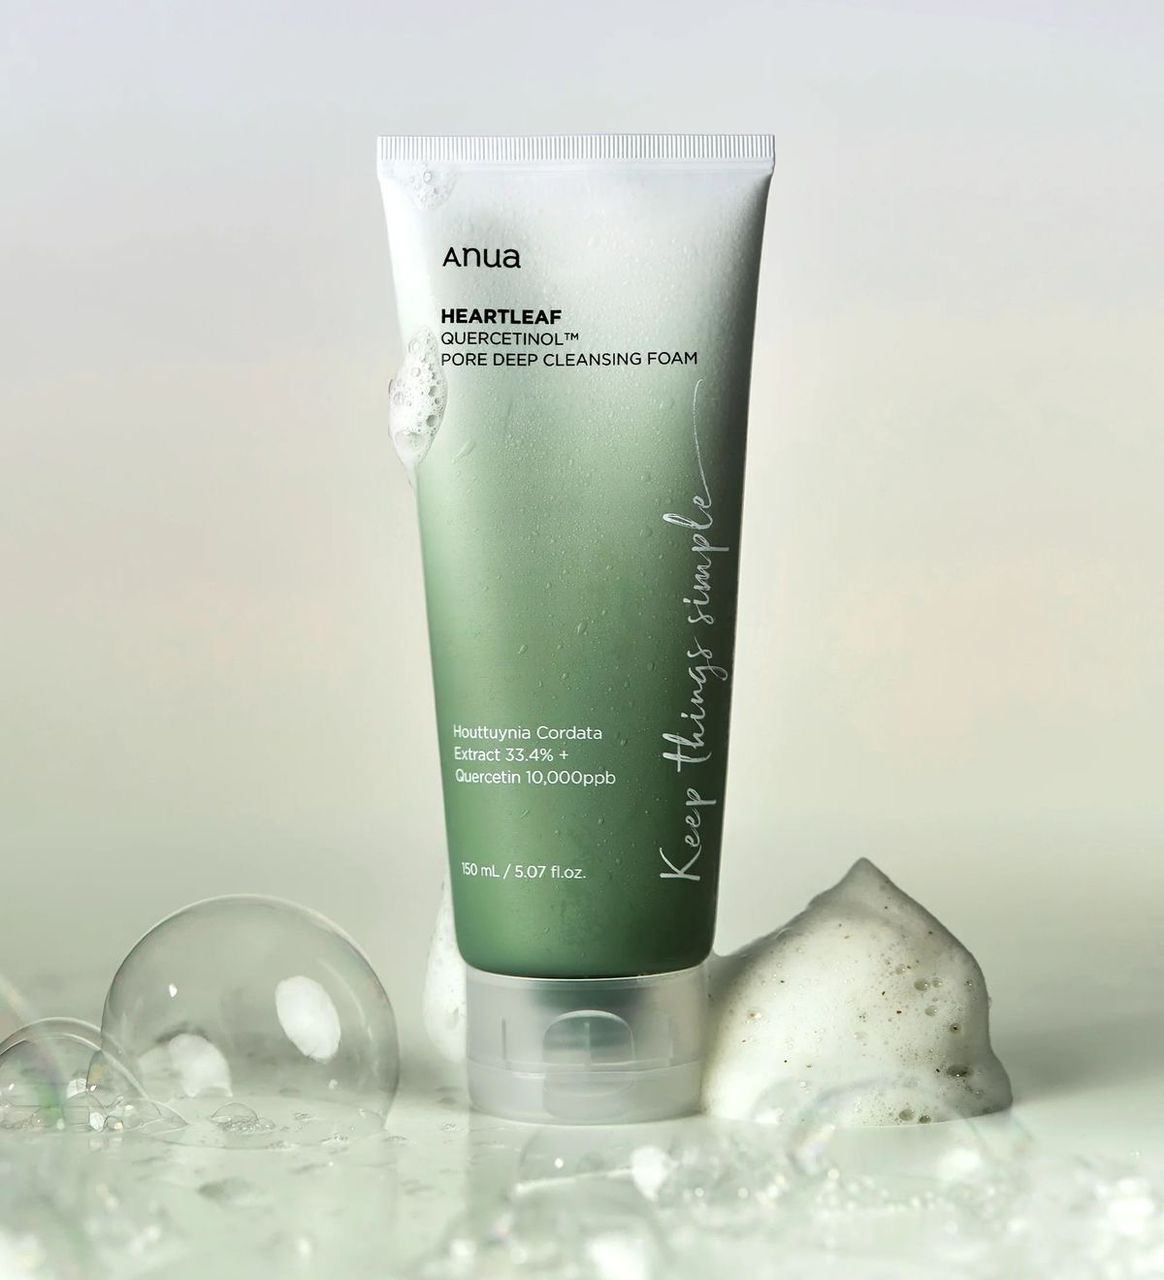 Anua
HEARTLEAF
QUERCETINOL™
PORE DEEP CLEANSING FOAM
Keep things simple
Houttuynia Cordata
Extract 33.4% +
Quercetin 10,000ppb
150 mL / 5.07 fl.oz.